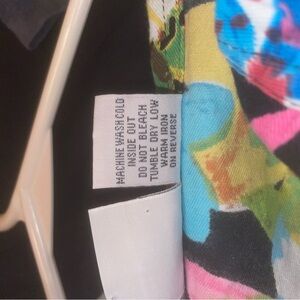 MACHINE WASH COLD
INSIDE OUT
DO NOT BLEACH
TUMBLE DRY LOW
WARM IRON
ON REVERSE